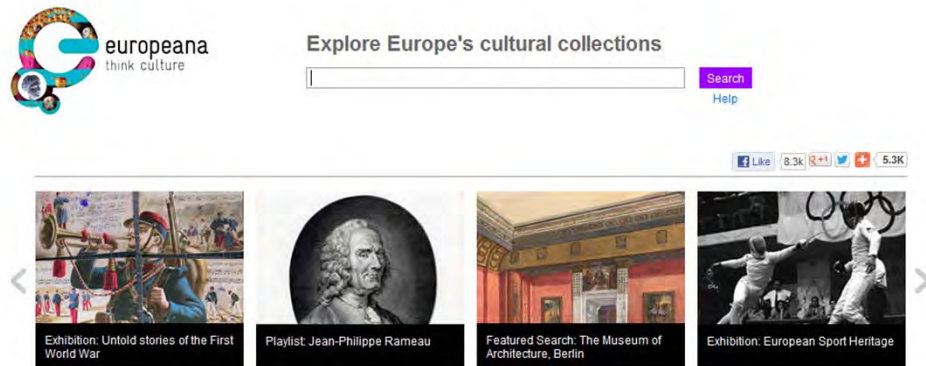 europeana
think culture
Explore Europe's cultural collections
Search
Help
Like
8.3k
+1
5.3K
Exhibition: Untold stories of the First
World War
Playlist: Jean-Philippe Rameau
Featured Search: The Museum of
Architecture, Berlin
Exhibition: European Sport Heritage